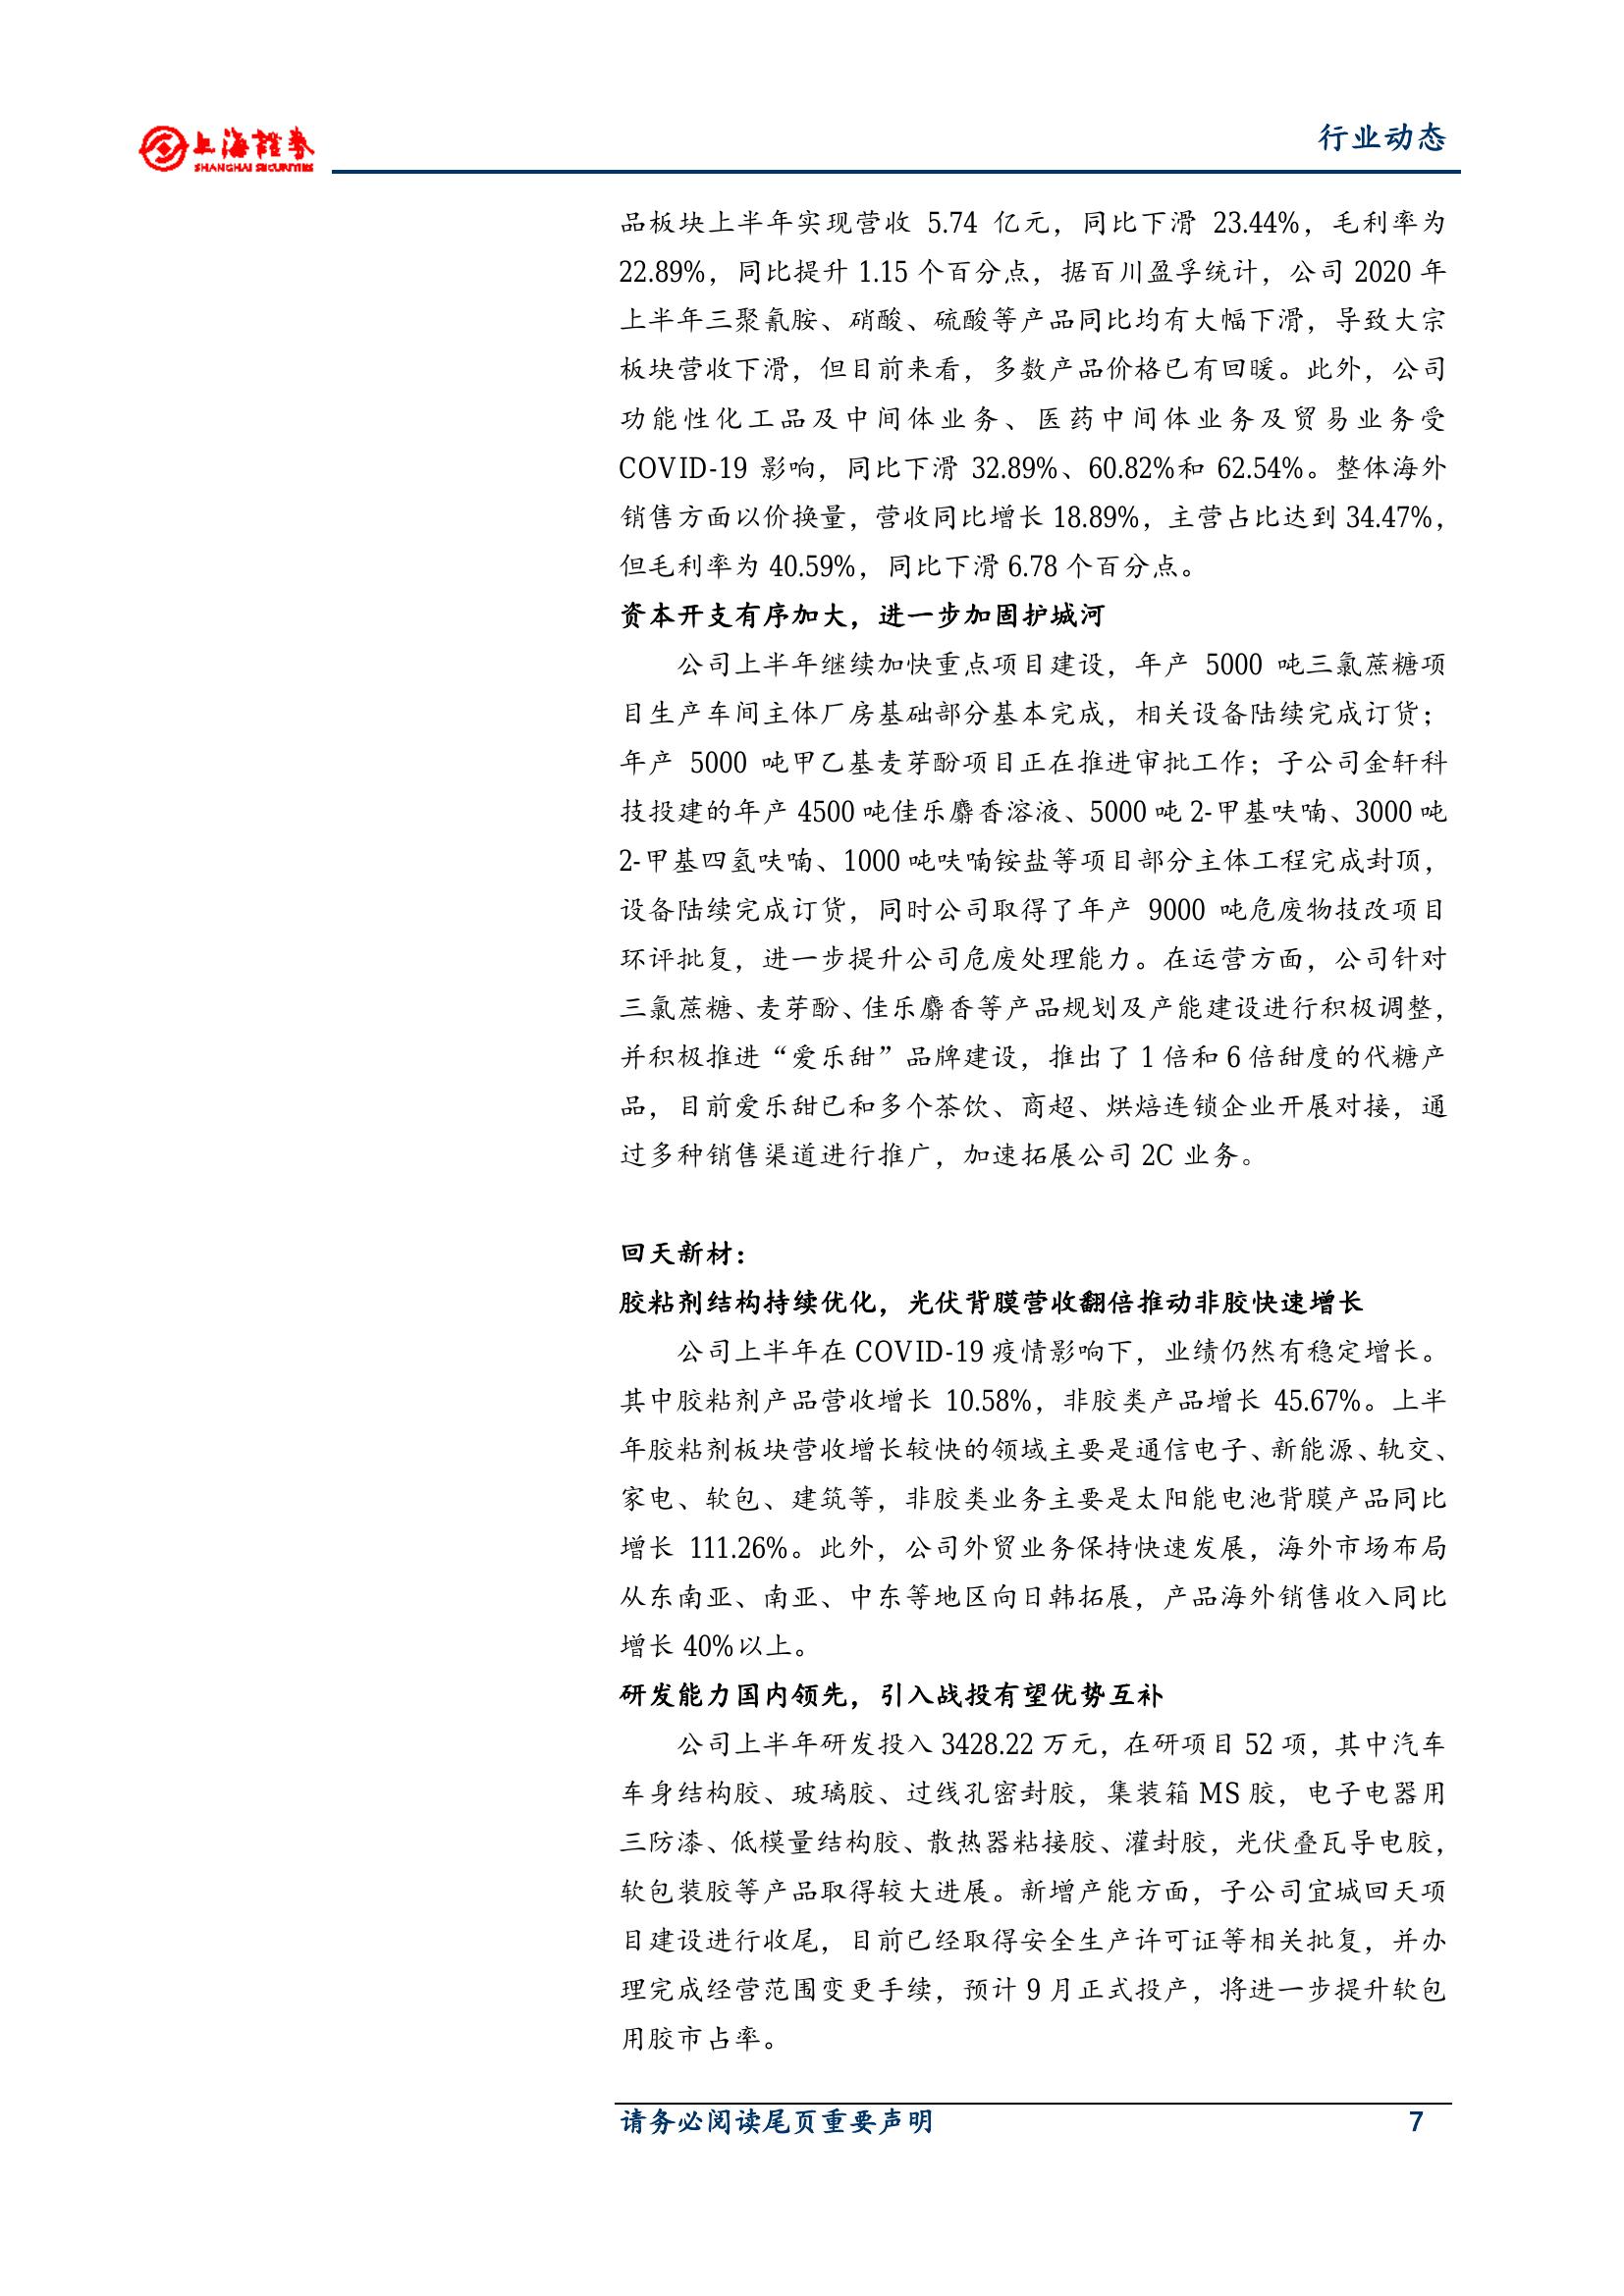 上海證券
SHANGHAI SECURITIES
行业动态
品板块上半年实现营收 5.74 亿元，同比下滑 23.44%，毛利率为
22.89%，同比提升 1.15 个百分点，据百川盈孚统计，公司 2020 年
上半年三聚氰胺、硝酸、硫酸等产品同比均有大幅下滑，导致大宗
板块营收下滑，但目前来看，多数产品价格已有回暖。此外，公司
功能性化工品及中间体业务、医药中间体业务及贸易业务受
COVID-19 影响，同比下滑 32.89%、60.82%和 62.54%。整体海外
销售方面以价换量，营收同比增长 18.89%，主营占比达到 34.47%，
但毛利率为 40.59%，同比下滑 6.78 个百分点。
资本开支有序加大，进一步加固护城河
公司上半年继续加快重点项目建设，年产 5000 吨三氯蔗糖项
目生产车间主体厂房基础部分基本完成，相关设备陆续完成订货；
年产 5000 吨甲乙基麦芽酚项目正在推进审批工作；子公司金轩科
技投建的年产 4500 吨佳乐麝香溶液、5000 吨 2-甲基呋喃、3000 吨
2-甲基四氢呋喃、1000 吨呋喃铵盐等项目部分主体工程完成封顶，
设备陆续完成订货，同时公司取得了年产 9000 吨危废物技改项目
环评批复，进一步提升公司危废处理能力。在运营方面，公司针对
三氯蔗糖、麦芽酚、佳乐麝香等产品规划及产能建设进行积极调整，
并积极推进“爱乐甜”品牌建设，推出了 1 倍和 6 倍甜度的代糖产
品，目前爱乐甜已和多个茶饮、商超、烘焙连锁企业开展对接，通
过多种销售渠道进行推广，加速拓展公司 2C 业务。
回天新材：
胶粘剂结构持续优化，光伏背膜营收翻倍推动非胶快速增长
公司上半年在 COVID-19 疫情影响下，业绩仍然有稳定增长。
其中胶粘剂产品营收增长 10.58%，非胶类产品增长 45.67%。上半
年胶粘剂板块营收增长较快的领域主要是通信电子、新能源、轨交、
家电、软包、建筑等，非胶类业务主要是太阳能电池背膜产品同比
增长 111.26%。此外，公司外贸业务保持快速发展，海外市场布局
从东南亚、南亚、中东等地区向日韩拓展，产品海外销售收入同比
增长 40%以上。
研发能力国内领先，引入战投有望优势互补
公司上半年研发投入 3428.22 万元，在研项目 52 项，其中汽车
车身结构胶、玻璃胶、过线孔密封胶，集装箱 MS 胶，电子电器用
三防漆、低模量结构胶、散热器粘接胶、灌封胶，光伏叠瓦导电胶，
软包装胶等产品取得较大进展。新增产能方面，子公司宜城回天项
目建设进行收尾，目前已经取得安全生产许可证等相关批复，并办
理完成经营范围变更手续，预计 9 月正式投产，将进一步提升软包
用胶市占率。
请务必阅读尾页重要声明
7